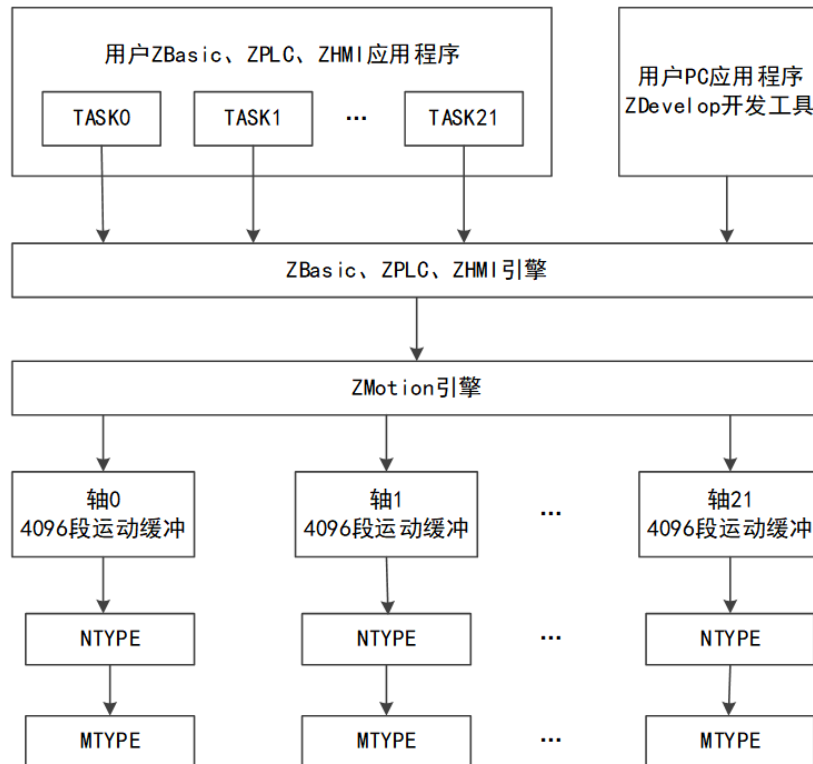 用户ZBasic、ZPLC、ZHMI应用程序
用户PC应用程序
ZDevelop开发工具
TASK0
TASK1
...
TASK21
ZBasic、ZPLC、ZHMI引擎
ZMotion引擎
轴0
4096段运动缓冲
轴1
4096段运动缓冲
...
轴21
4096段运动缓冲
NTYPE
NTYPE
...
NTYPE
MTYPE
MTYPE
...
MTYPE